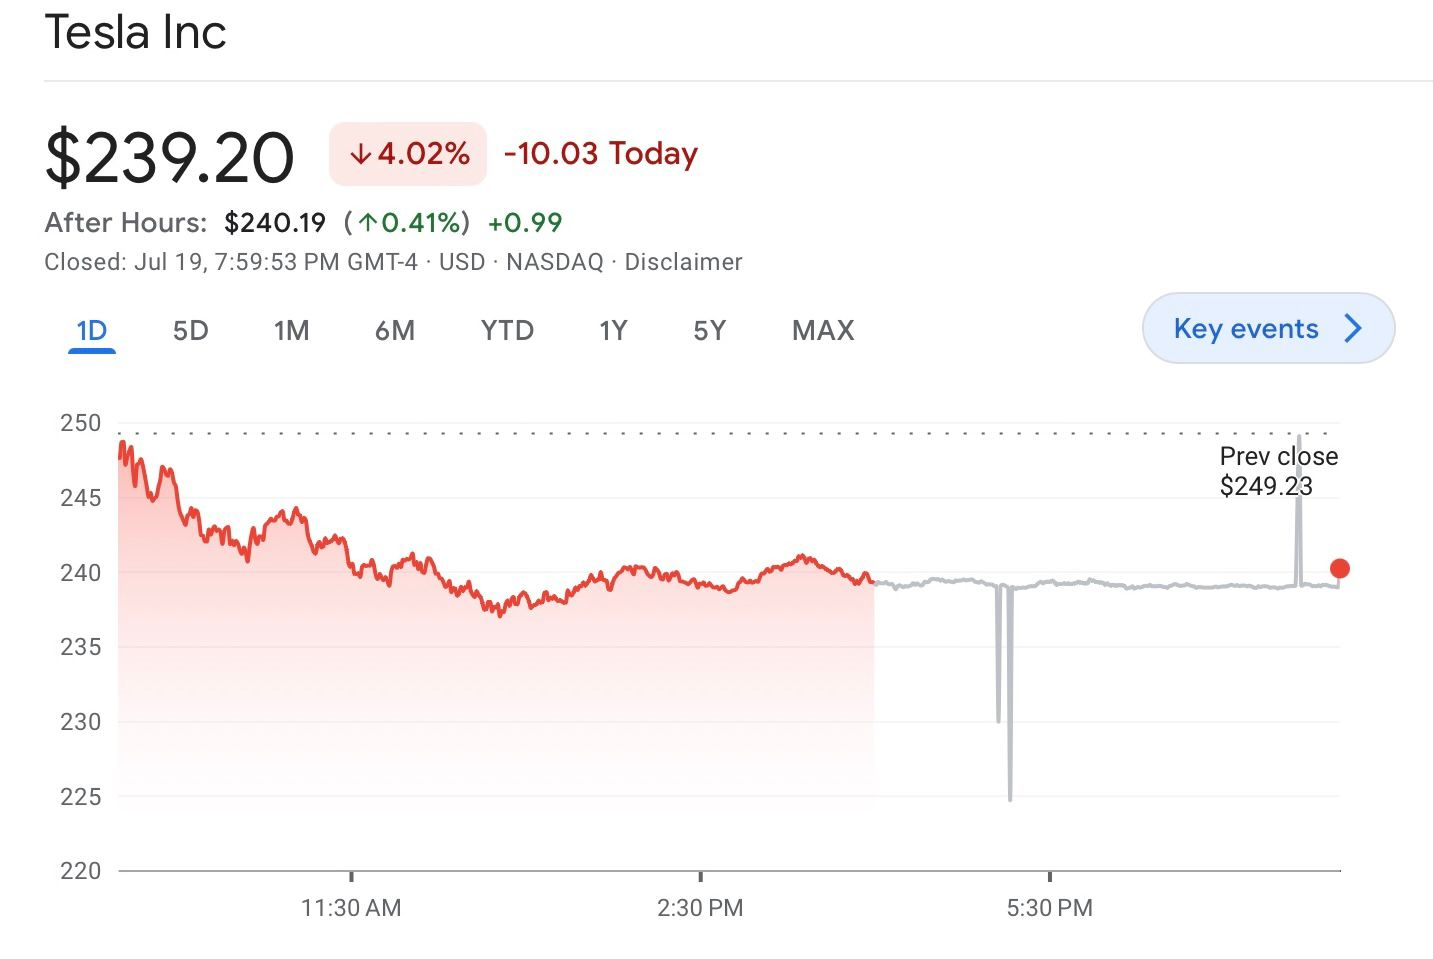 Tesla Inc
$239.20 ↓4.02% -10.03 Today
After Hours: $240.19 (↑0.41%) +0.99
Closed: Jul 19, 7:59:53 PM GMT-4 · USD · NASDAQ · Disclaimer
1D 5D 1M 6M YTD 1Y 5Y MAX Key events
250
Prev close
$249.23
245
240
235
230
225
220
11:30 AM 2:30 PM 5:30 PM